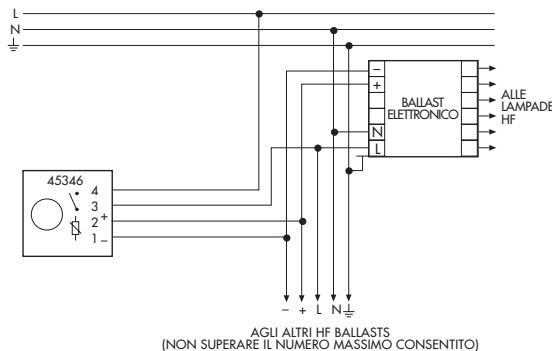 L
N
⏚
−
+
BALLAST
ELETTRONICO
N
L
ALLE
LAMPADE
HF
45346
4
3
2 +
1 −
− + L N ⏚
AGLI ALTRI HF BALLASTS
(NON SUPERARE IL NUMERO MASSIMO CONSENTITO)